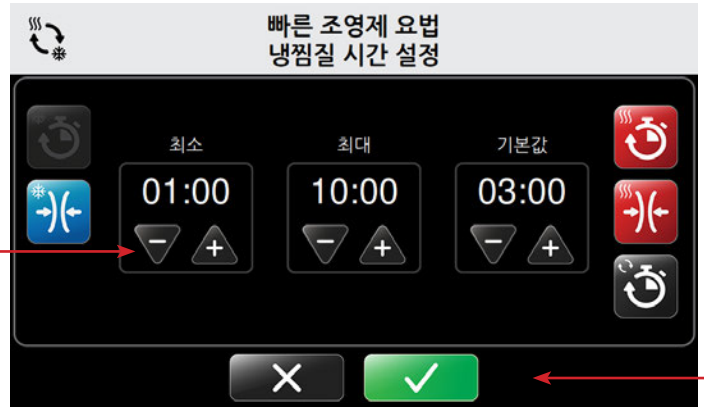 빠른 조영제 요법
냉찜질 시간 설정
최소 최대 기본값
01:00 10:00 03:00
- + - + - +